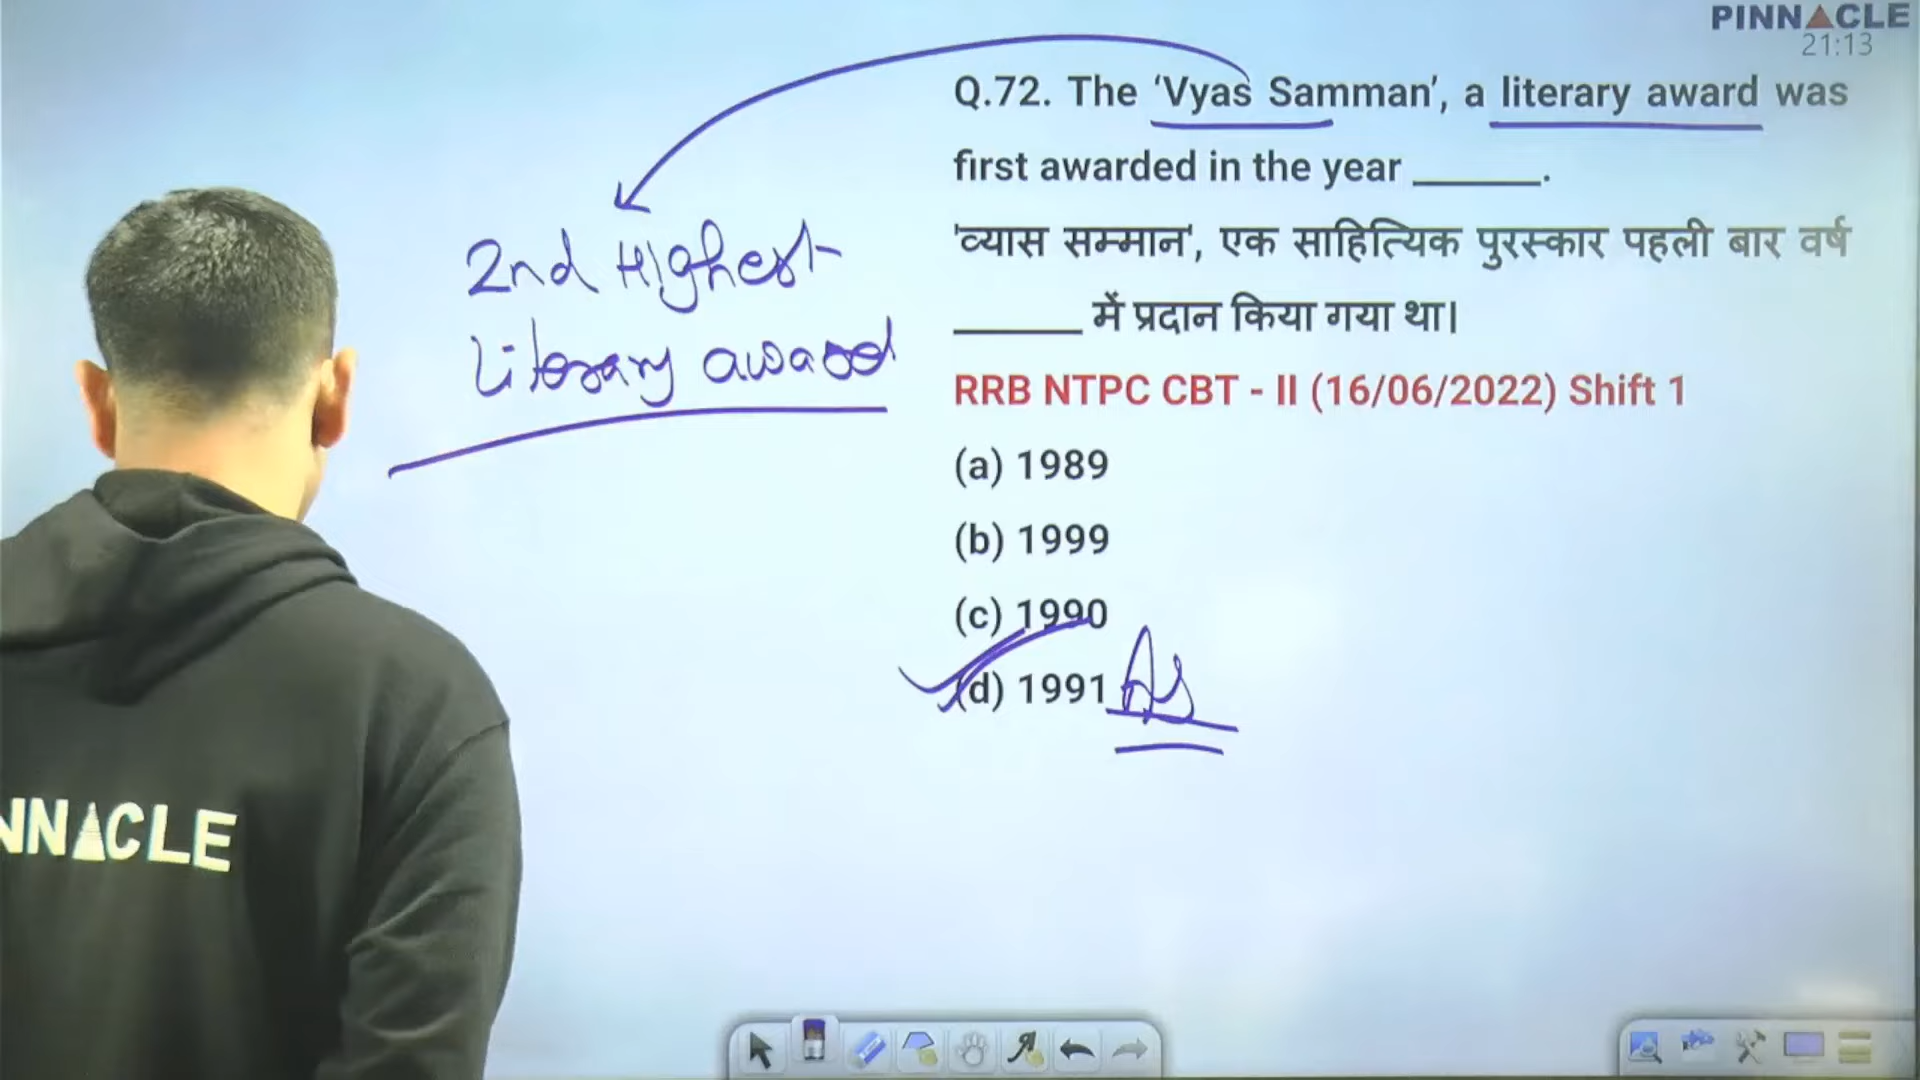 PINNACLE
21:13
Q.72. The ‘Vyas Samman’, a literary award was
first awarded in the year ______.
'व्यास सम्मान', एक साहित्यिक पुरस्कार पहली बार वर्ष
______ में प्रदान किया गया था।
RRB NTPC CBT - II (16/06/2022) Shift 1
(a) 1989
(b) 1999
(c) 1990
(d) 1991
2nd Highest
Literary award
NNACLE